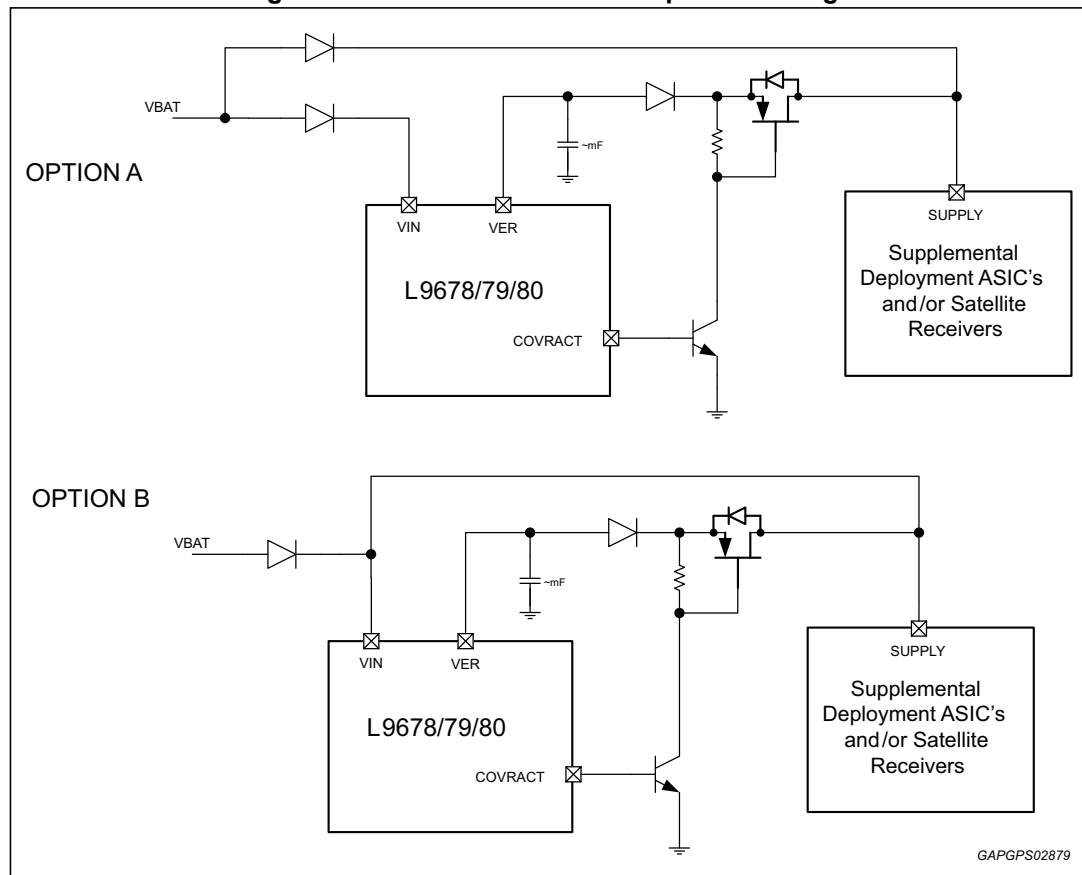 VBAT
OPTION A
~mF
VIN
VER
SUPPLY
L9678/79/80
COVRACT
Supplemental
Deployment ASIC's
and/or Satellite
Receivers
OPTION B
VBAT
~mF
VIN
VER
SUPPLY
L9678/79/80
COVRACT
Supplemental
Deployment ASIC's
and/or Satellite
Receivers
GAPGPS02879